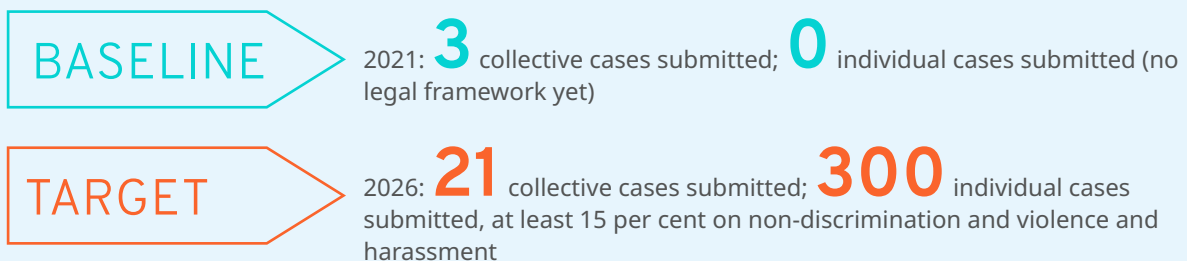 BASELINE
2021: 3 collective cases submitted; 0 individual cases submitted (no
legal framework yet)
TARGET
2026: 21 collective cases submitted; 300 individual cases
submitted, at least 15 per cent on non-discrimination and violence and
harassment